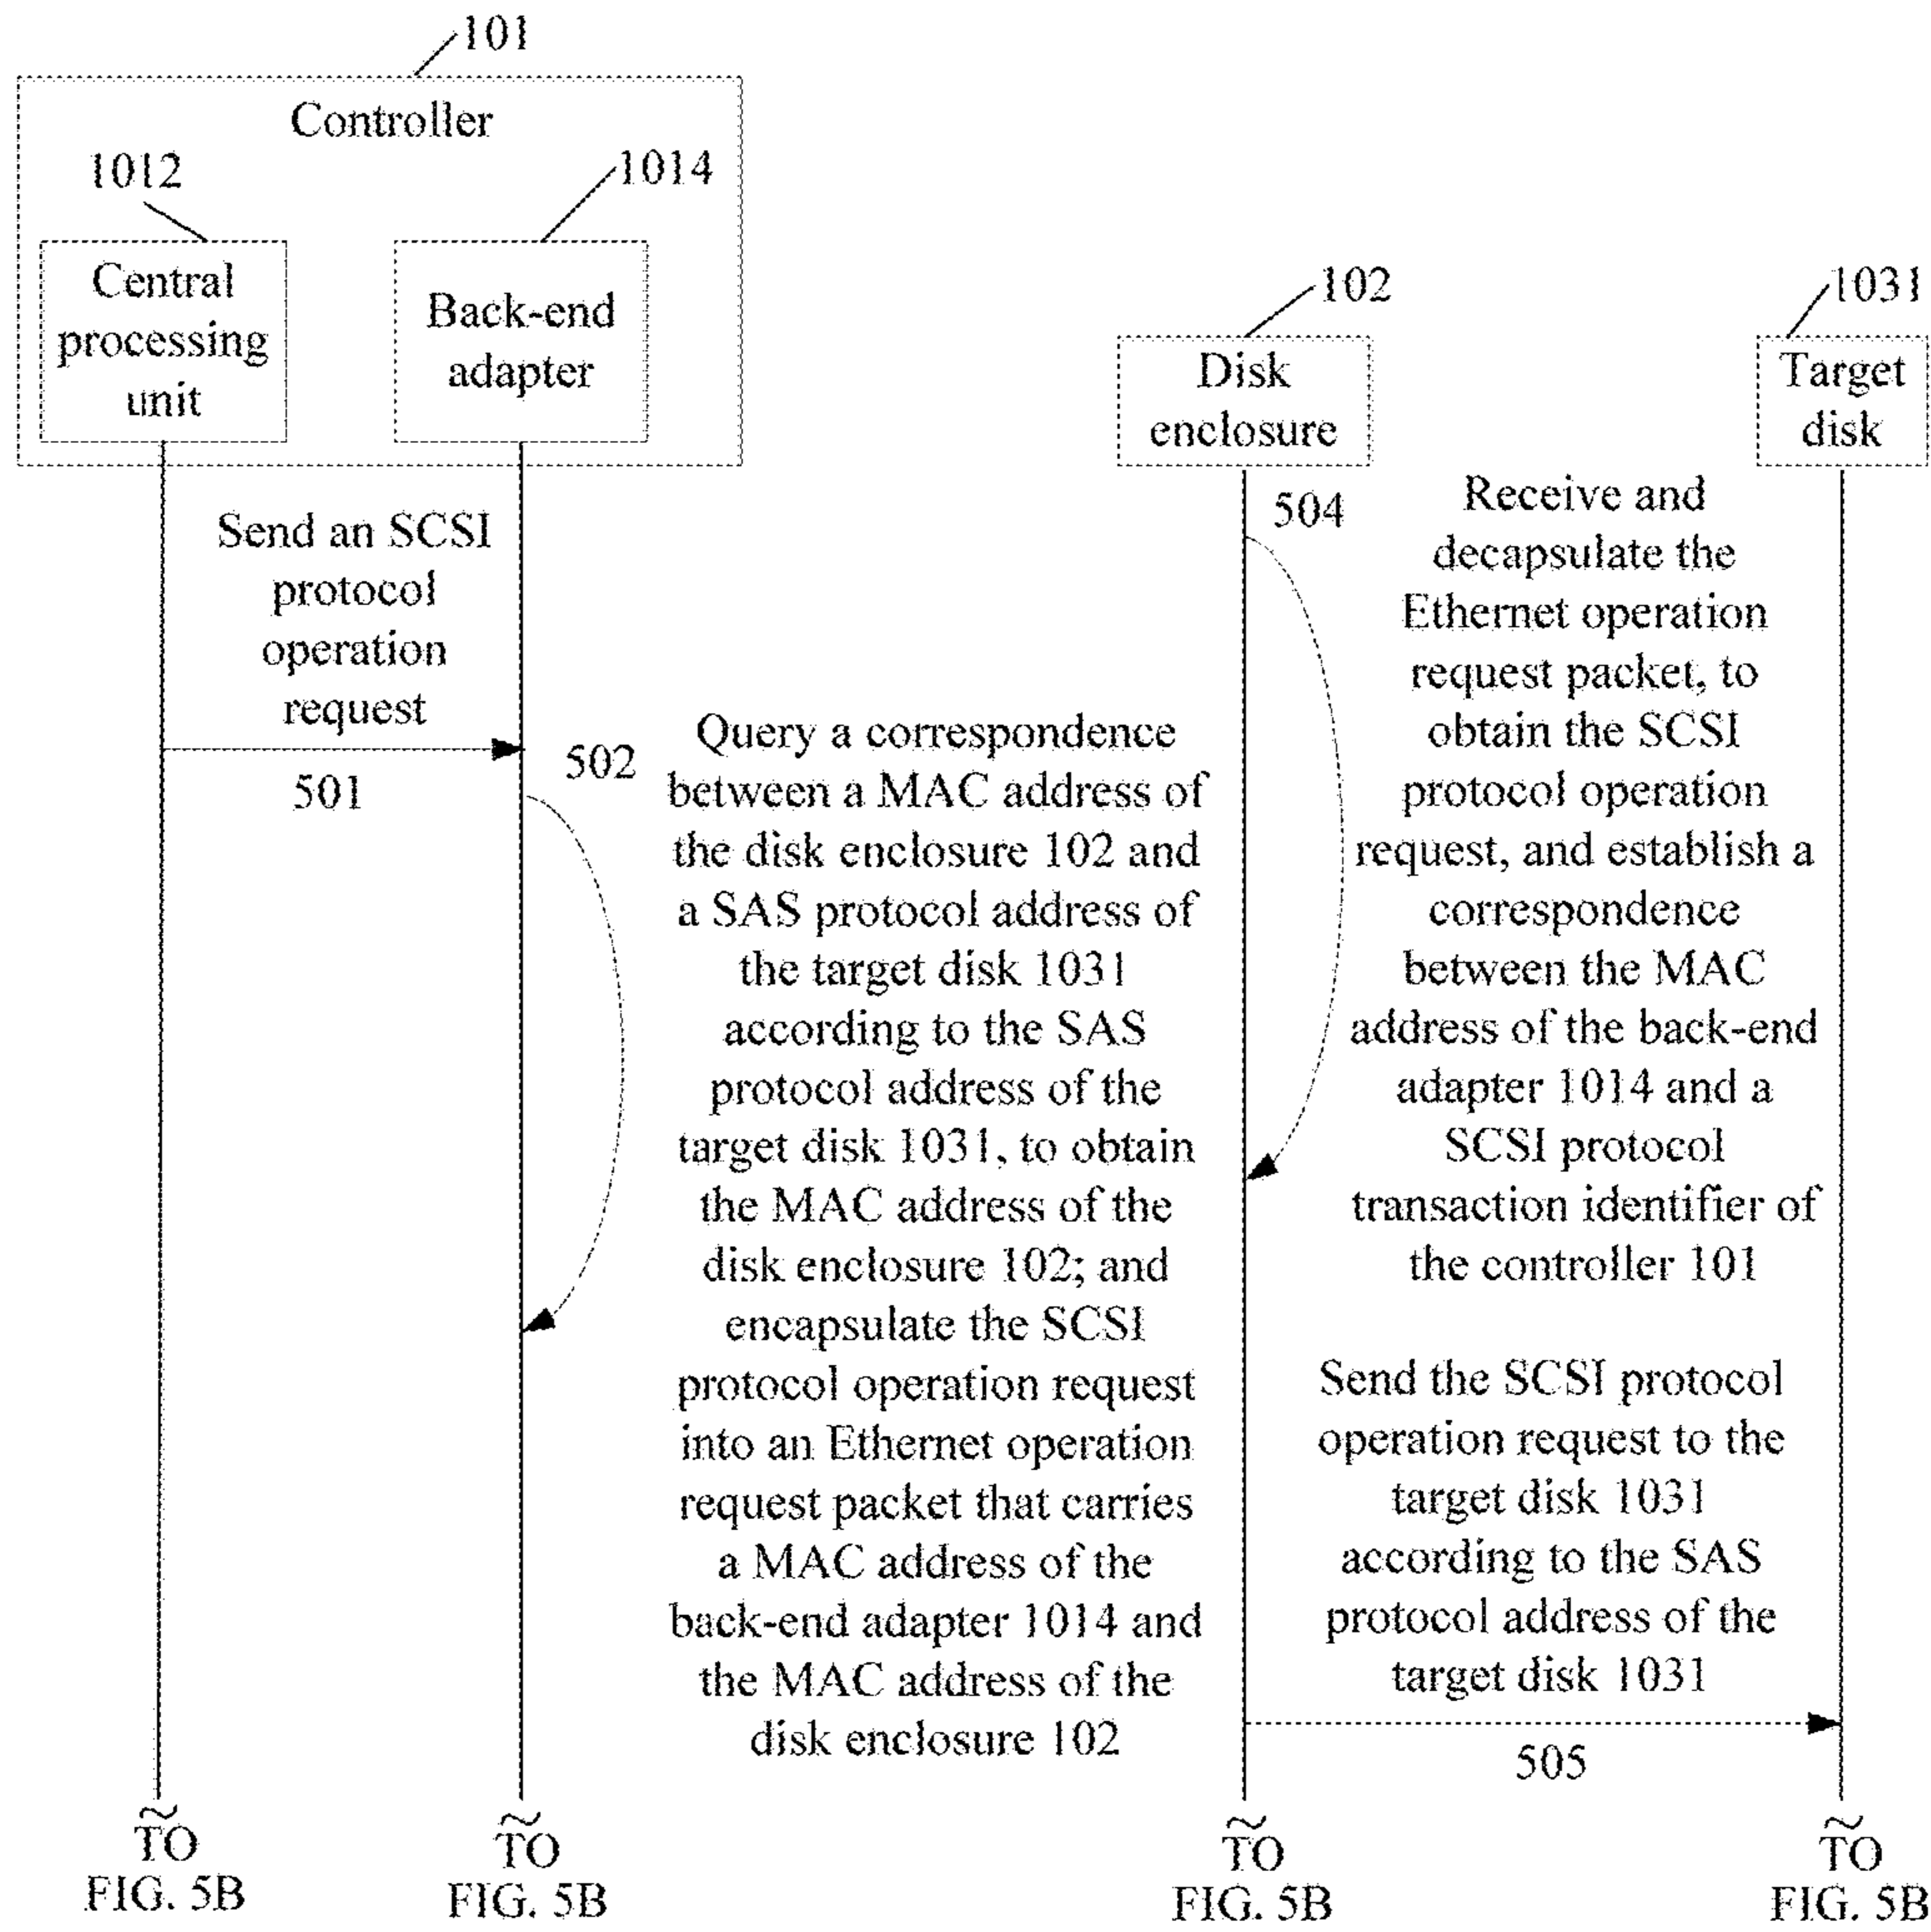 101
Controller
1012
1014
Central
processing
unit
Back-end
adapter
102
Disk
enclosure
1031
Target
disk
Send an SCSI
protocol
operation
request
501
502
Query a correspondence
between a MAC address of
the disk enclosure 102 and
a SAS protocol address of
the target disk 1031
according to the SAS
protocol address of the
target disk 1031, to obtain
the MAC address of the
disk enclosure 102; and
encapsulate the SCSI
protocol operation request
into an Ethernet operation
request packet that carries
a MAC address of the
back-end adapter 1014 and
the MAC address of the
disk enclosure 102
504
Receive and
decapsulate the
Ethernet operation
request packet, to
obtain the SCSI
protocol operation
request, and establish a
correspondence
between the MAC
address of the back-end
adapter 1014 and a
SCSI protocol
transaction identifier of
the controller 101
Send the SCSI protocol
operation request to the
target disk 1031
according to the SAS
protocol address of the
target disk 1031
505
TO
FIG. 5B
TO
FIG. 5B
TO
FIG. 5B
TO
FIG. 5B